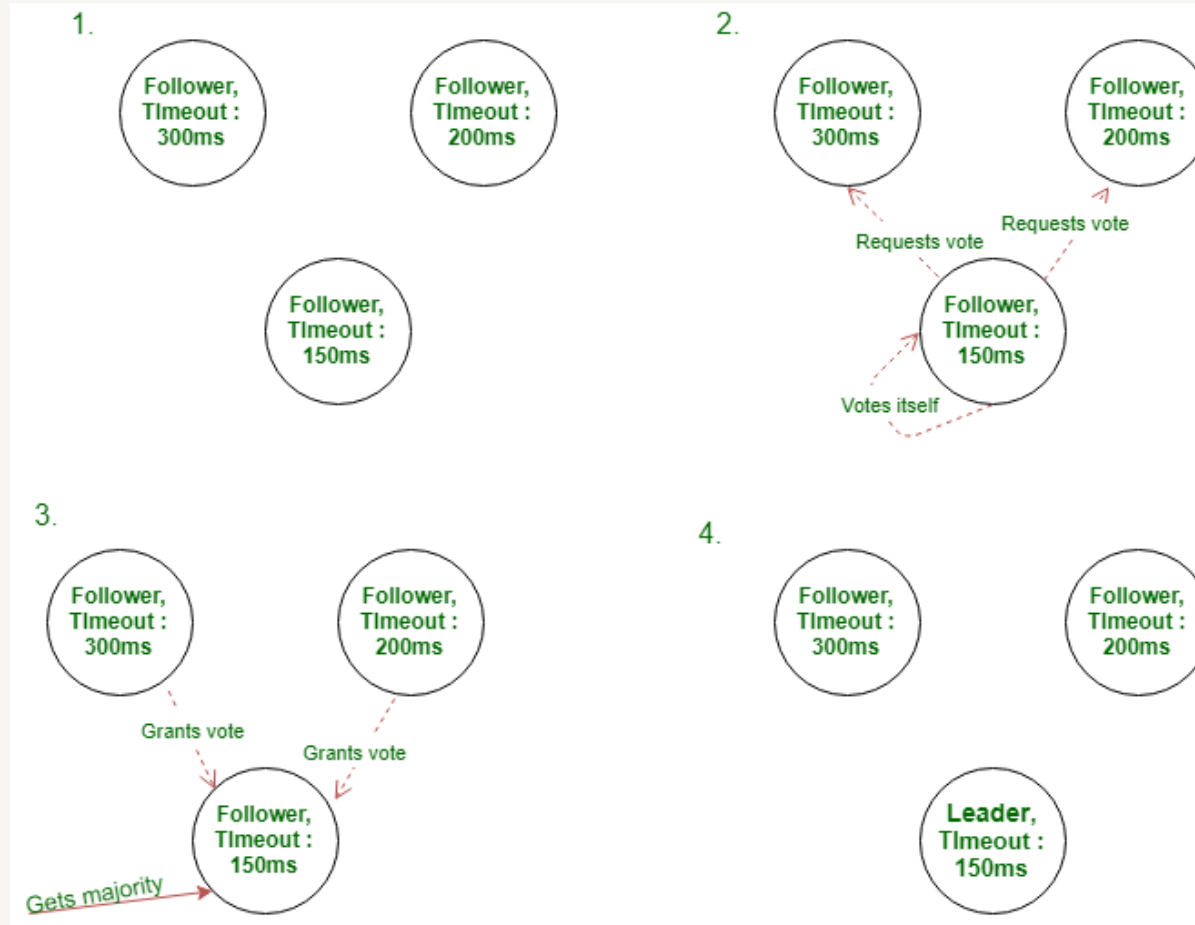 1.
Follower,
TImeout :
300ms
Follower,
TImeout :
200ms
Follower,
TImeout :
150ms
2.
Follower,
TImeout :
300ms
Follower,
TImeout :
200ms
Requests vote
Requests vote
Follower,
TImeout :
150ms
Votes itself
3.
Follower,
TImeout :
300ms
Follower,
TImeout :
200ms
Grants vote
Grants vote
Follower,
TImeout :
150ms
Gets majority
4.
Follower,
TImeout :
300ms
Follower,
TImeout :
200ms
Leader,
TImeout :
150ms